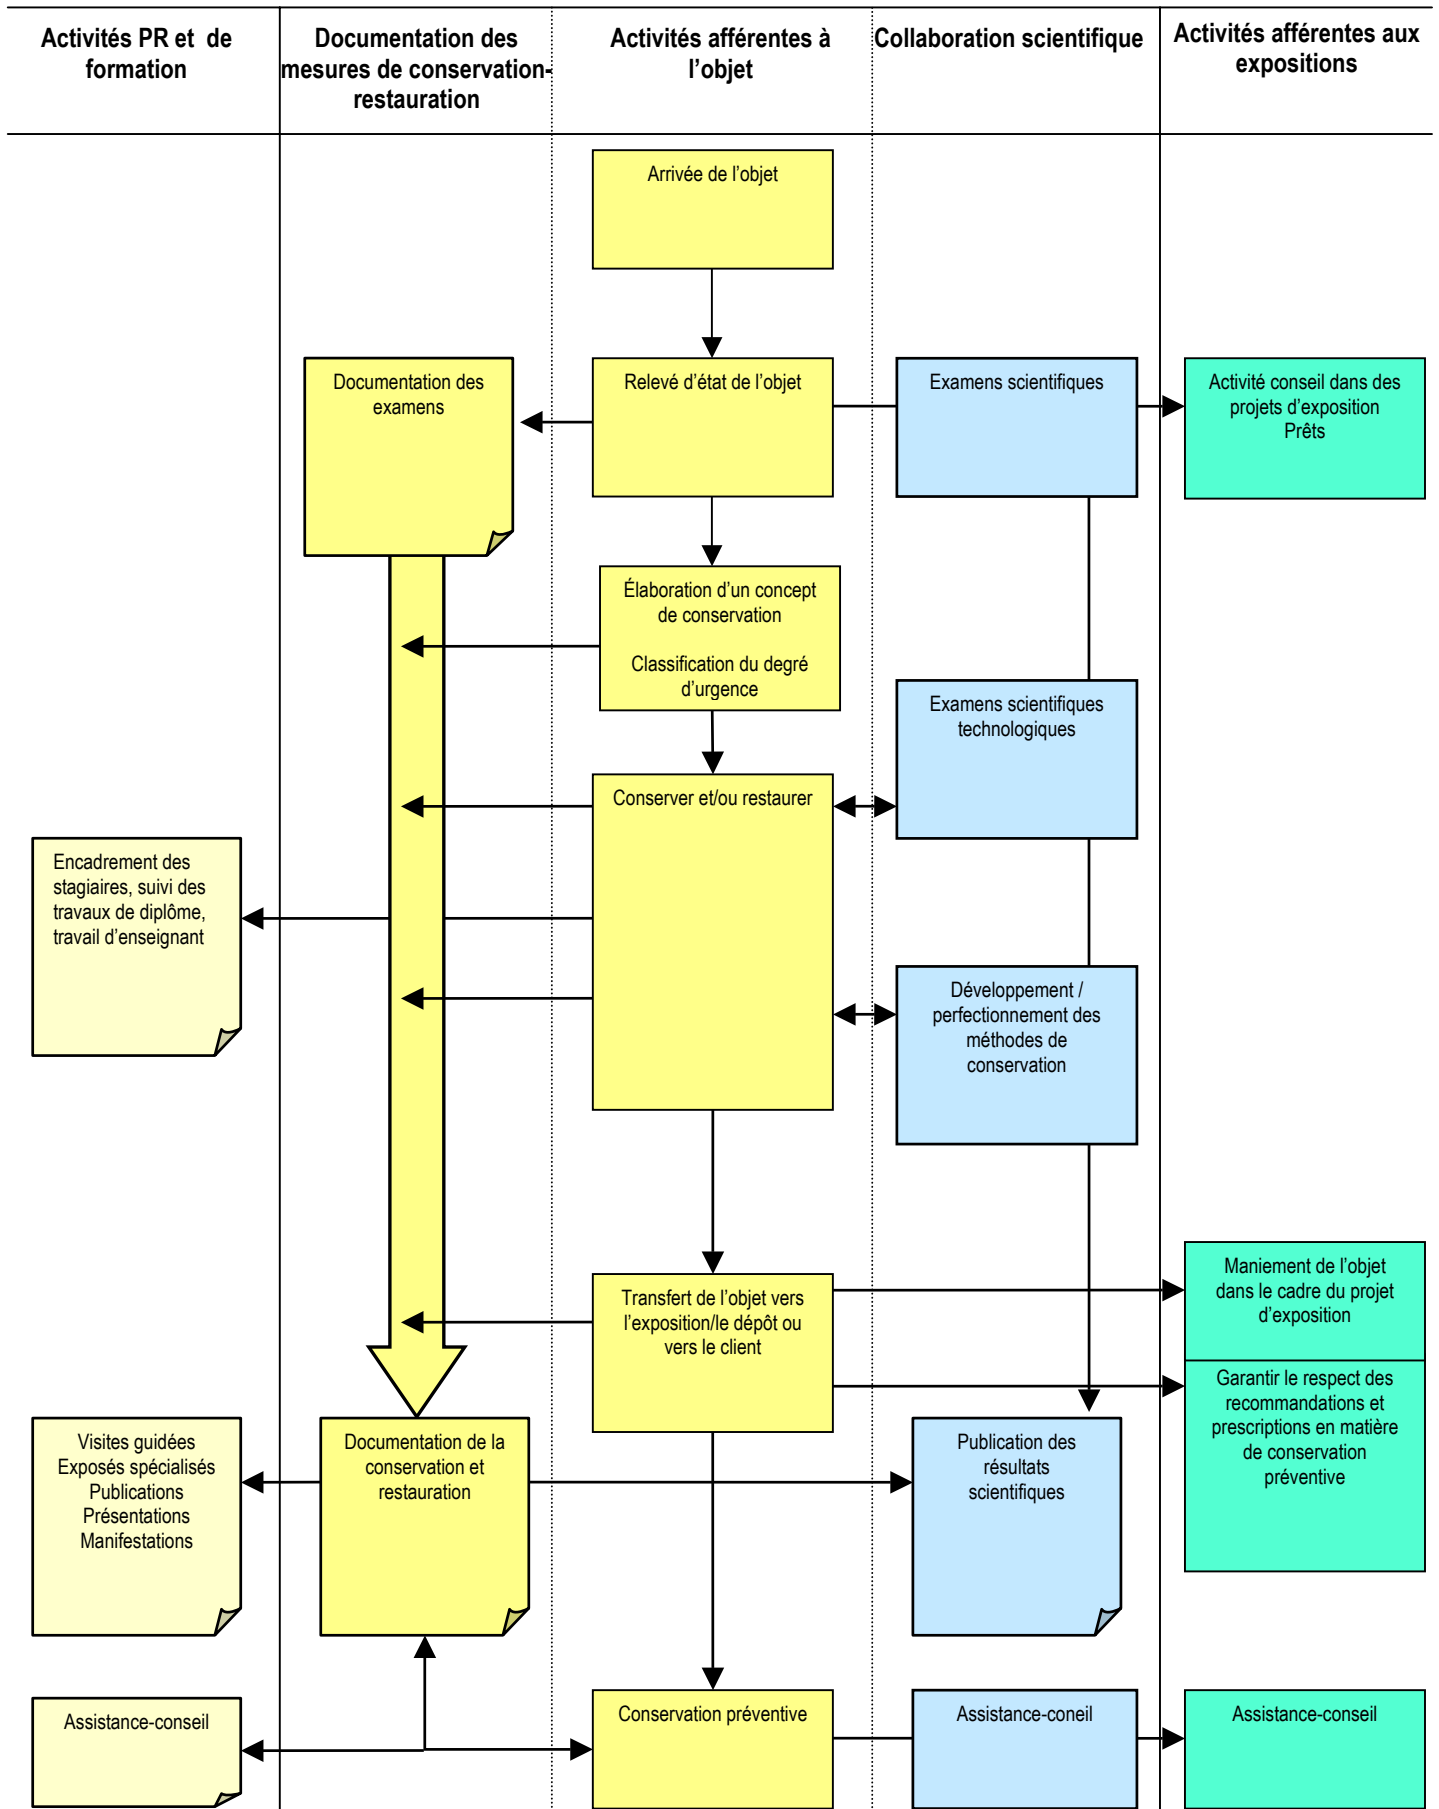 Activités PR et  de
formation
Documentation des
mesures de conservation-
restauration
Activités afférentes à
l’objet
Collaboration scientifique
Activités afférentes aux
expositions
Arrivée de l’objet
Documentation des
examens
Relevé d’état de l’objet
Examens scientifiques
Activité conseil dans des
projets d’exposition
Prêts
Élaboration d’un concept
de conservation
Classification du degré
d’urgence
Examens scientifiques
technologiques
Conserver et/ou restaurer
Encadrement des
stagiaires, suivi des
travaux de diplôme,
travail d’enseignant
Développement /
perfectionnement des
méthodes de
conservation
Transfert de l’objet vers
l’exposition/le dépôt ou
vers le client
Maniement de l’objet
dans le cadre du projet
d’exposition
Garantir le respect des
recommandations et
prescriptions en matière
de conservation
préventive
Visites guidées
Exposés spécialisés
Publications
Présentations
Manifestations
Documentation de la
conservation et
restauration
Publication des
résultats
scientifiques
Assistance-conseil
Conservation préventive
Assistance-coneil
Assistance-conseil